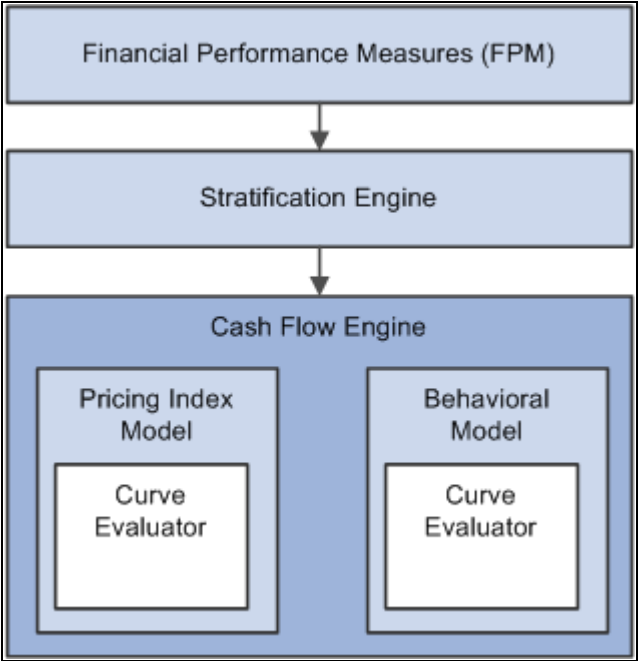 Financial Performance Measures (FPM)
Stratification Engine
Cash Flow Engine
Pricing Index
Model
Curve
Evaluator
Behavioral
Model
Curve
Evaluator